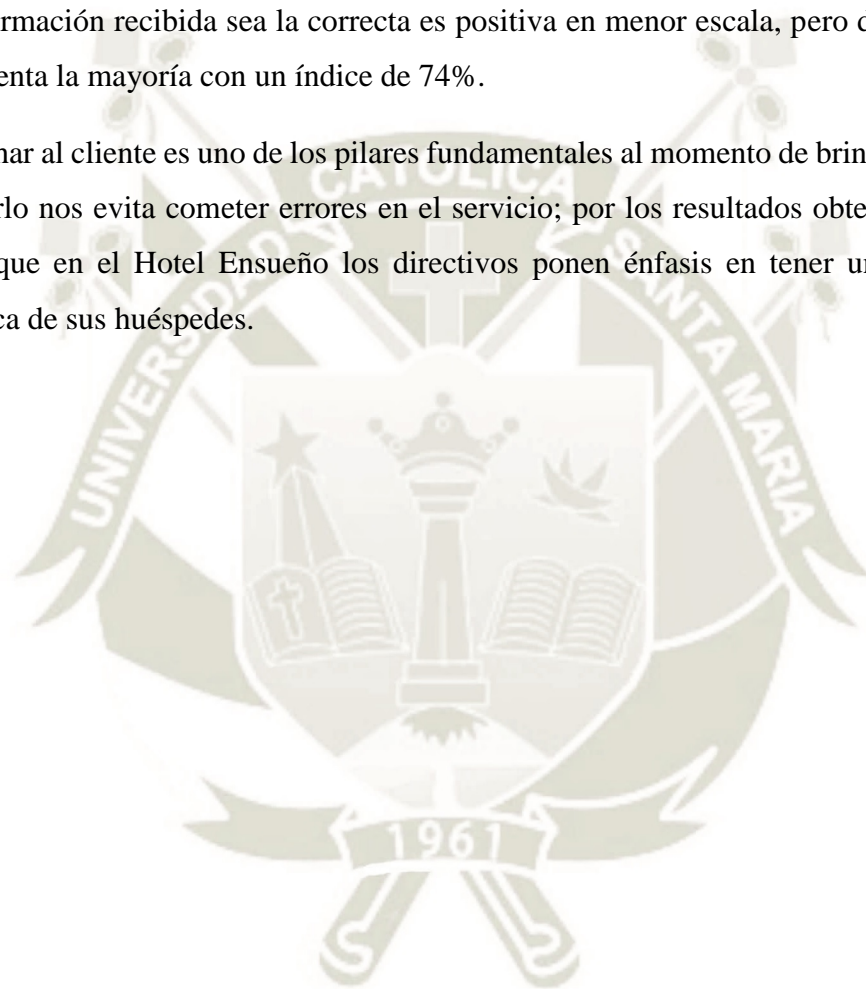 ormación recibida sea la correcta es positiva en menor escala, pero
enta la mayoría con un índice de 74%.
nar al cliente es uno de los pilares fundamentales al momento de brin
rlo nos evita cometer errores en el servicio; por los resultados obte
que en el Hotel Ensueño los directivos ponen énfasis en tener
ca de sus huéspedes.
UNIVERSIDAD CATOLICA SANTA MARIA
1961